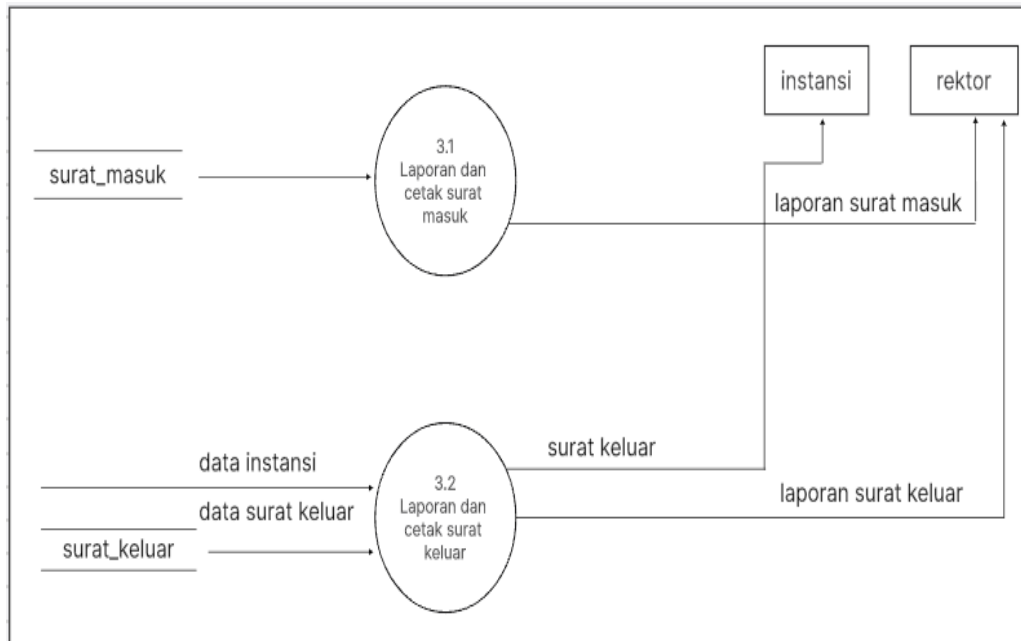 instansi
rektor
3.1
Laporan dan
cetak surat
masuk
surat_masuk
laporan surat masuk
surat keluar
data instansi
3.2
Laporan dan
cetak surat
keluar
laporan surat keluar
data surat keluar
surat_keluar